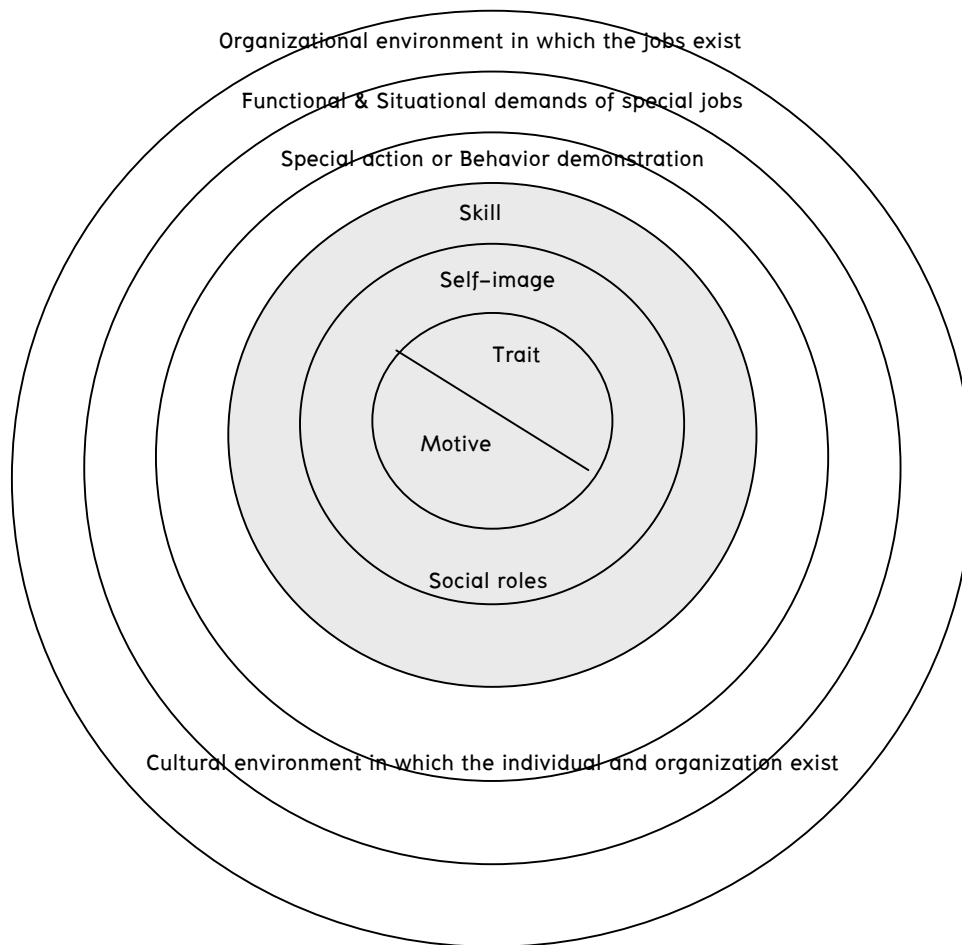 Organizational environment in which the jobs exist
Functional & Situational demands of special jobs
Special action or Behavior demonstration
Skill
Self-image
Trait
Motive
Social roles
Cultural environment in which the individual and organization exist